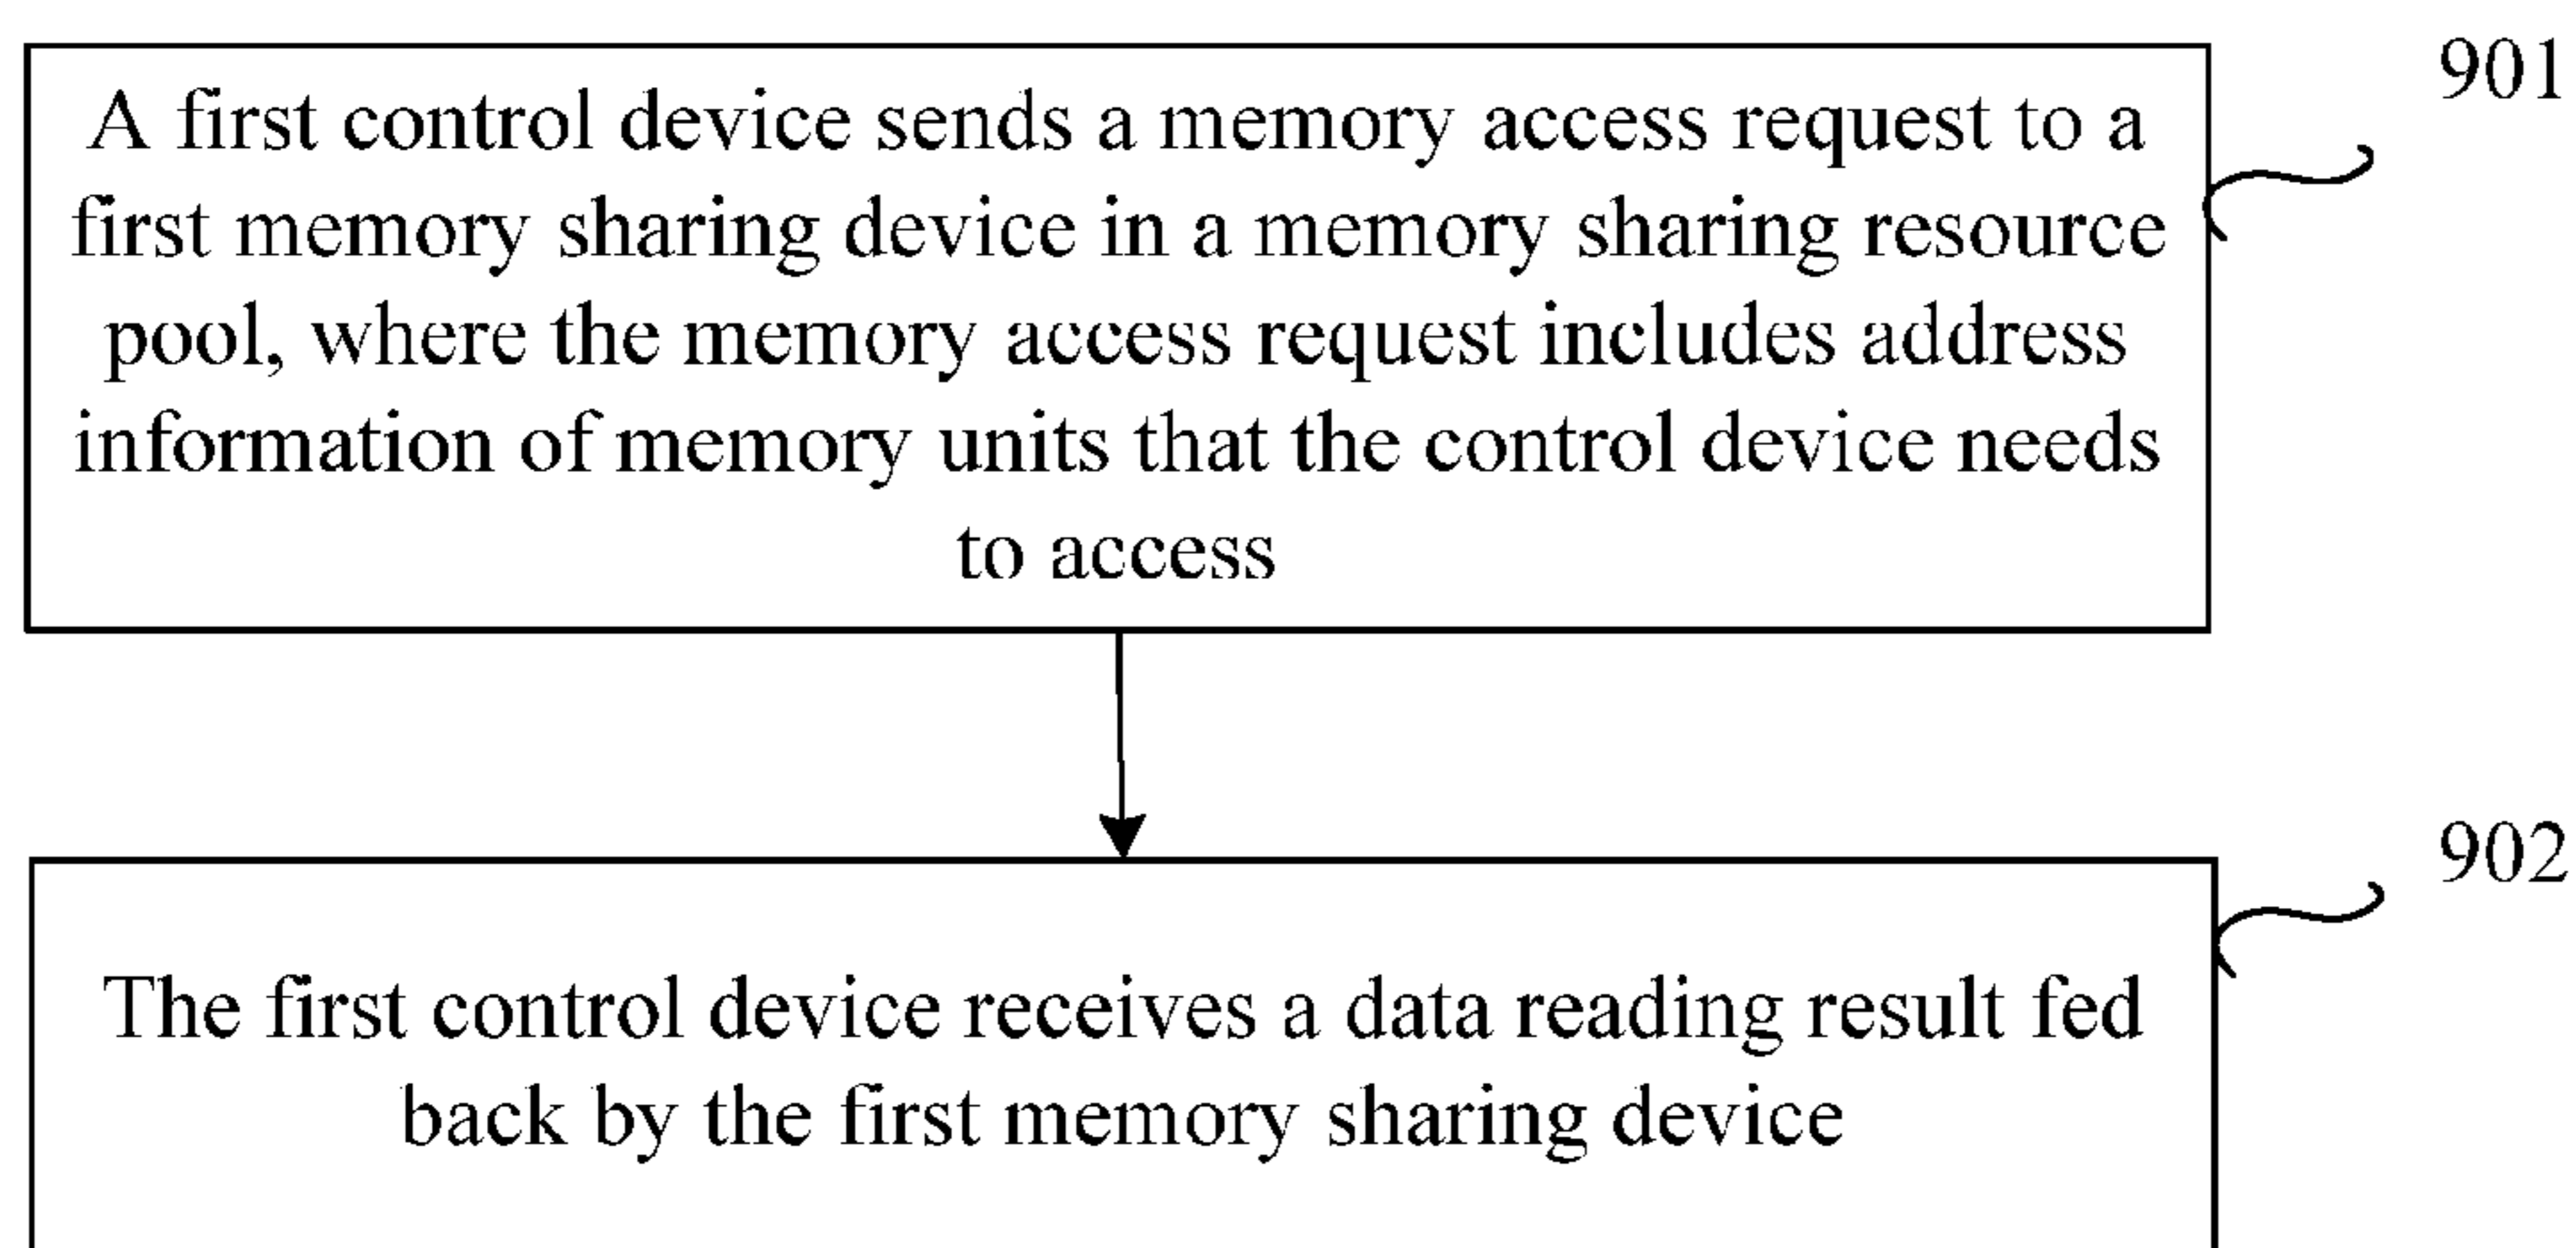 901
A first control device sends a memory access request to a
first memory sharing device in a memory sharing resource
pool, where the memory access request includes address
information of memory units that the control device needs
to access
902
The first control device receives a data reading result fed
back by the first memory sharing device